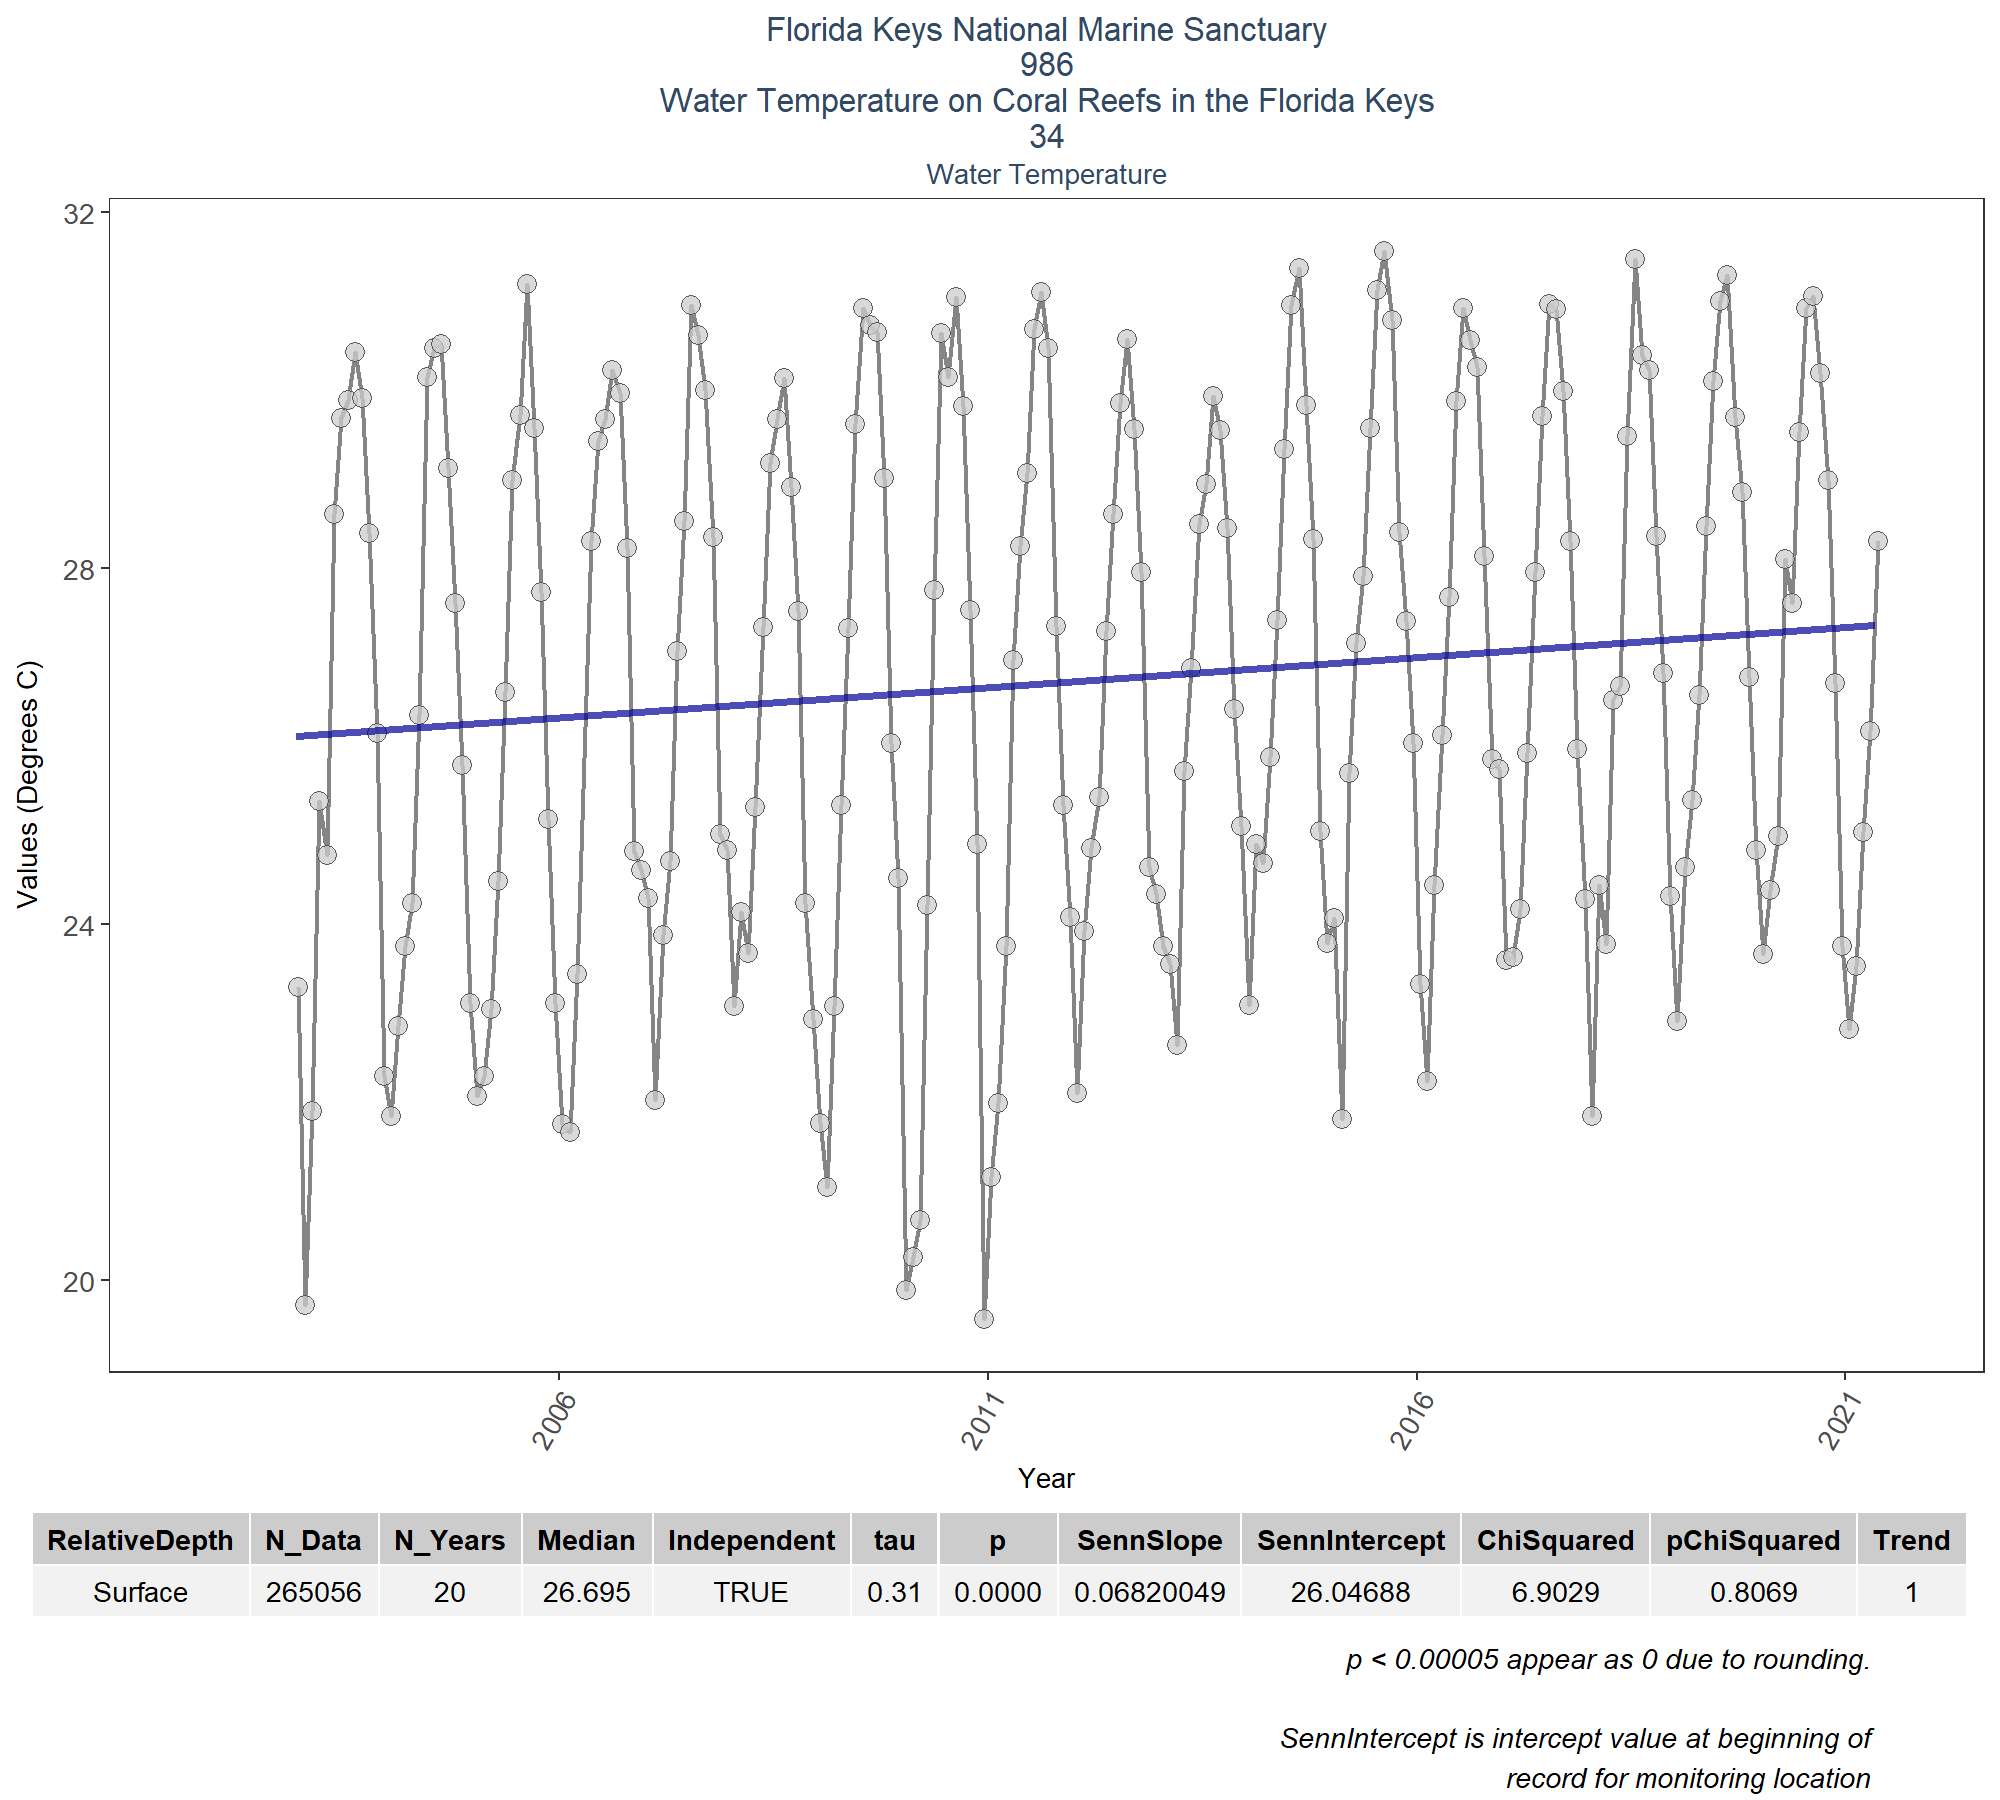 Florida Keys National Marine Sanctuary
986
Water Temperature on Coral Reefs in the Florida Keys
34
Water Temperature
32
28
24
20
Values (Degrees C)
2006
2011
2016
2021
Year
RelativeDepth N_Data N_Years Median Independent tau p SennSlope SennIntercept ChiSquared pChiSquared Trend
Surface 265056 20 26.695 TRUE 0.31 0.0000 0.06820049 26.04688 6.9029 0.8069 1
p < 0.00005 appear as 0 due to rounding.
SennIntercept is intercept value at beginning of
record for monitoring location